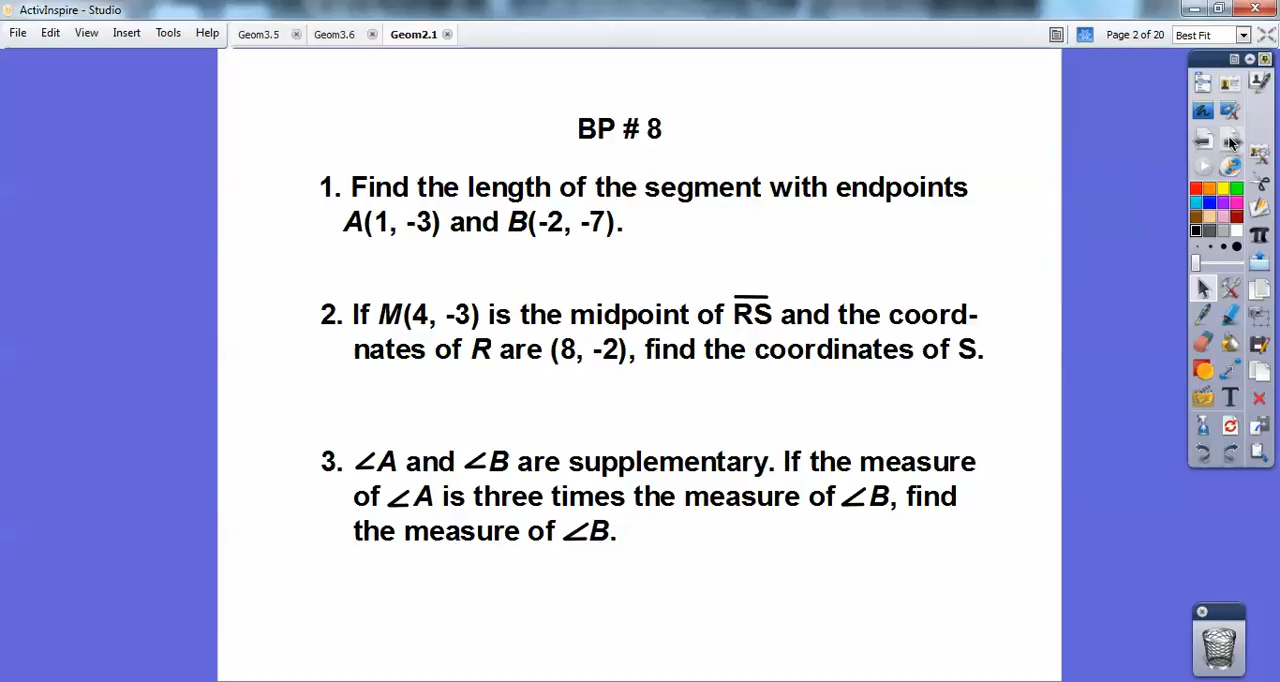 ActivInspire - Studio
File Edit View Insert Tools Help
Geom3.5 Geom3.6 Geom2.1
Page 2 of 20 Best Fit
BP # 8
1. Find the length of the segment with endpoints
A(1, -3) and B(-2, -7).
2. If M(4, -3) is the midpoint of R̅S̅ and the coord-
nates of R are (8, -2), find the coordinates of S.
3. ∠A and ∠B are supplementary. If the measure
of ∠A is three times the measure of ∠B, find
the measure of ∠B.